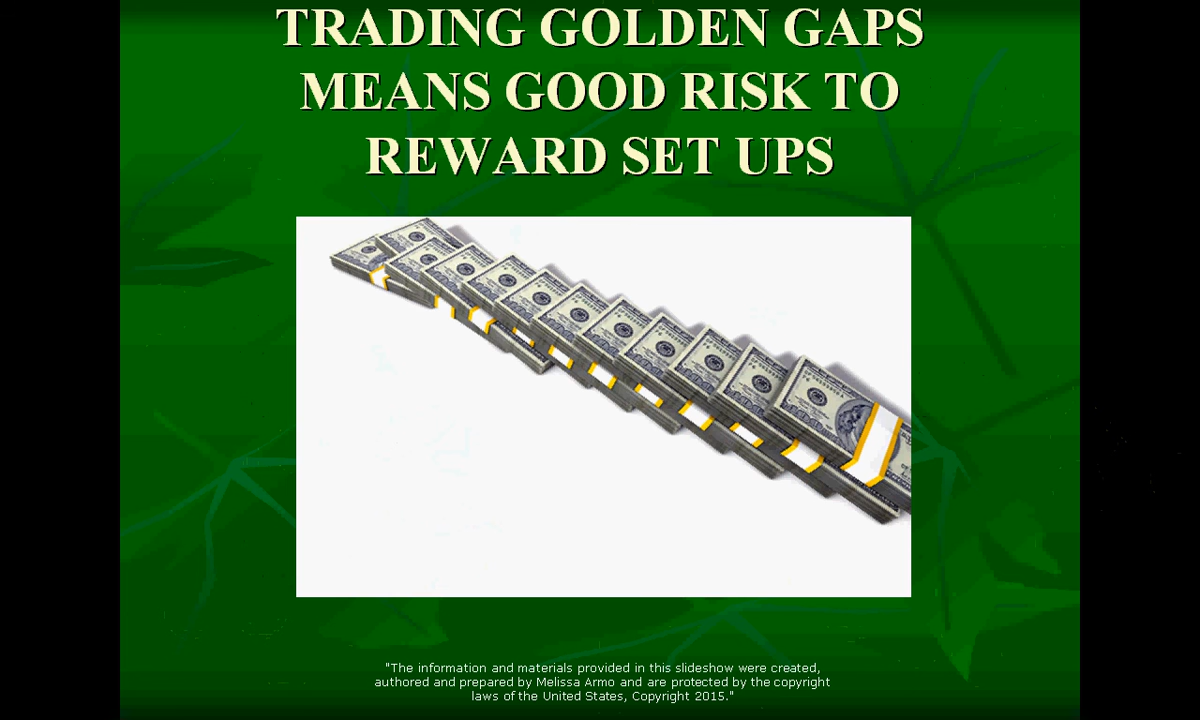 TRADING GOLDEN GAPS
MEANS GOOD RISK TO
REWARD SET UPS
"The information and materials provided in this slideshow were created,
authored and prepared by Melissa Armo and are protected by the copyright
laws of the United States, Copyright 2015."